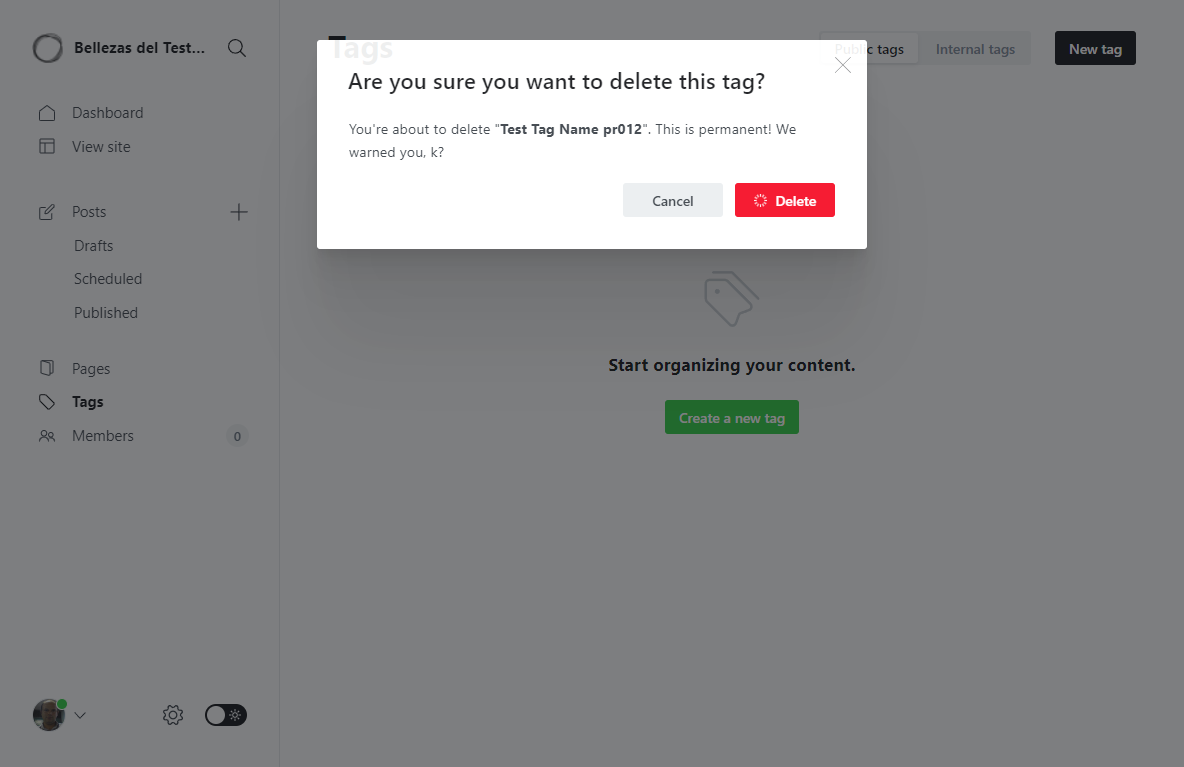 Bellezas del Test...
Dashboard
View site
Posts
Drafts
Scheduled
Published
Pages
Tags
Members
0
Tags
Public tags
Internal tags
New tag
Are you sure you want to delete this tag?
You're about to delete "Test Tag Name pr012". This is permanent! We
warned you, k?
Cancel
Delete
Start organizing your content.
Create a new tag